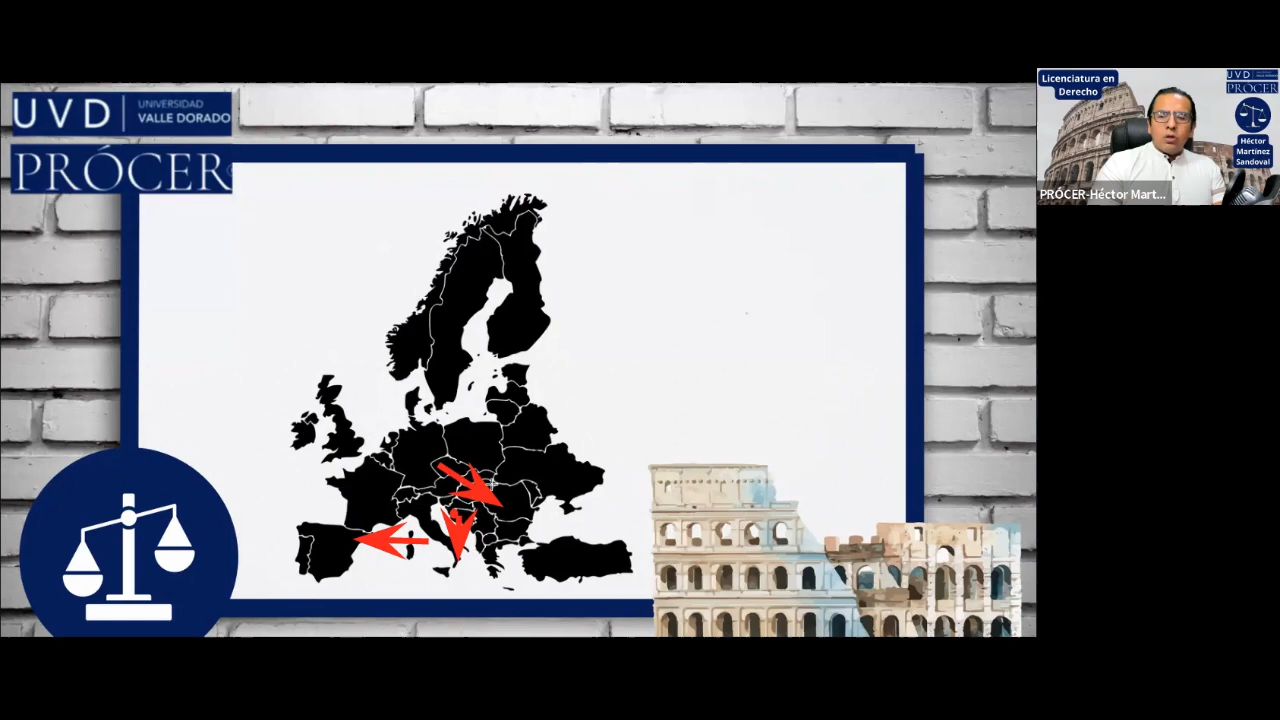 UVD
UNIVERSIDAD
VALLE DORADO
PRÓCER
Licenciatura en
Derecho
UVD
PRÓCER
Héctor
Martínez
Sandoval
PRÓCER-Héctor Mart...